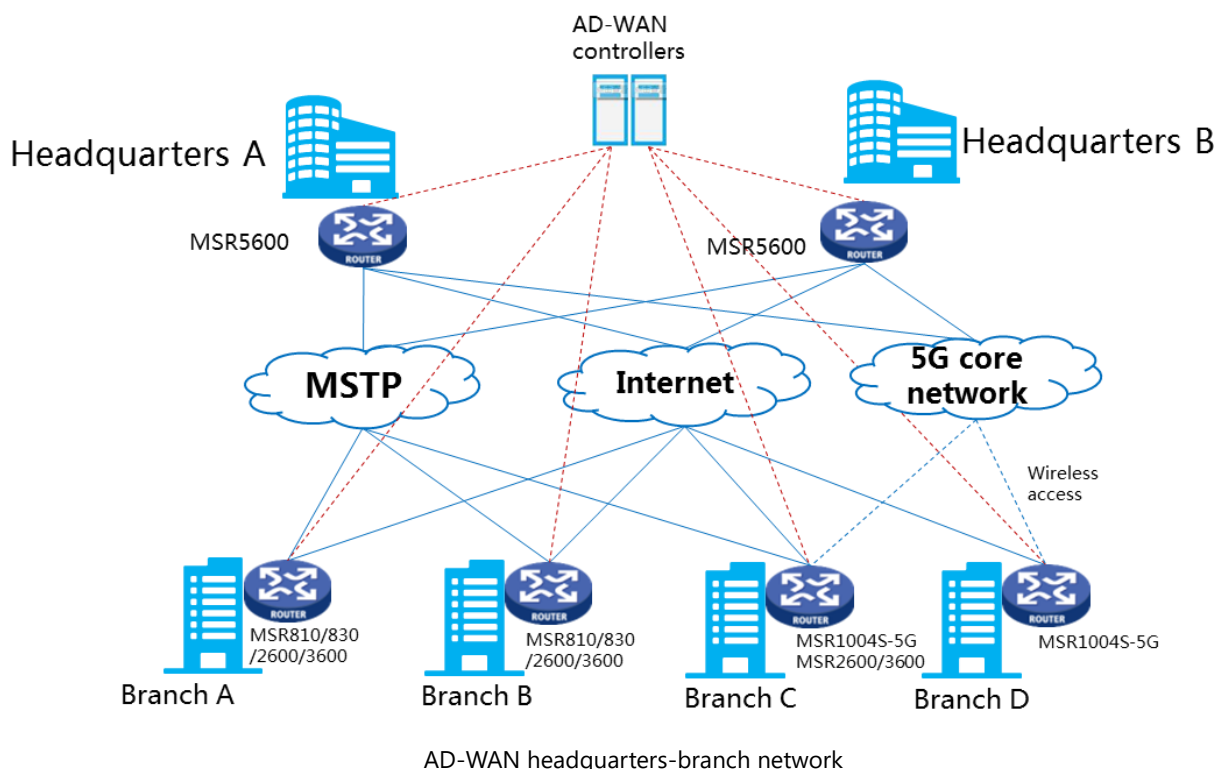 AD-WAN
controllers
Headquarters A
Headquarters B
MSR5600
ROUTER
MSR5600
ROUTER
MSTP
Internet
5G core
network
Wireless
access
ROUTER
MSR810/830
/2600/3600
Branch A
ROUTER
MSR810/830
/2600/3600
Branch B
ROUTER
MSR1004S-5G
MSR2600/3600
Branch C
ROUTER
MSR1004S-5G
Branch D
AD-WAN headquarters-branch network